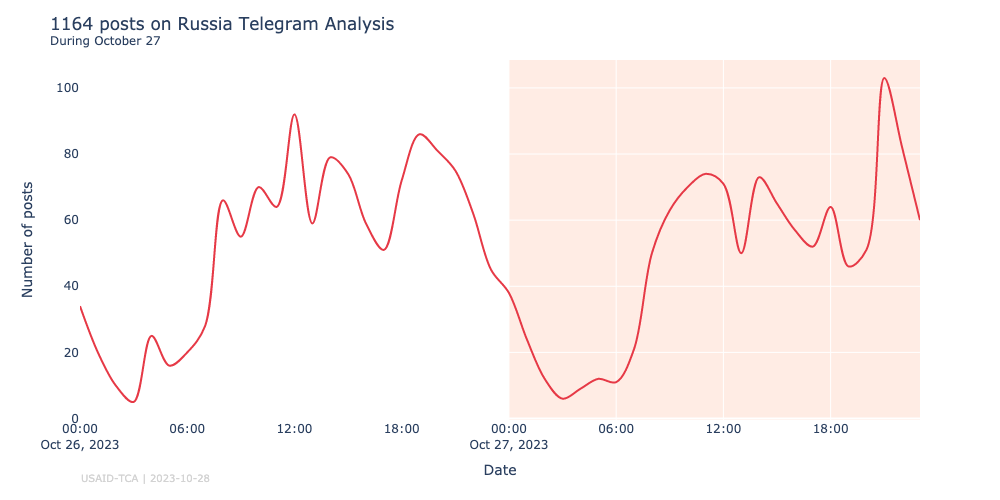 1164 posts on Russia Telegram Analysis
During October 27
100
80
60
40
20
0
Number of posts
00:00 06:00 12:00 18:00 00:00 06:00 12:00 18:00
Oct 26, 2023 Oct 27, 2023
Date
USAID-TCA | 2023-10-28